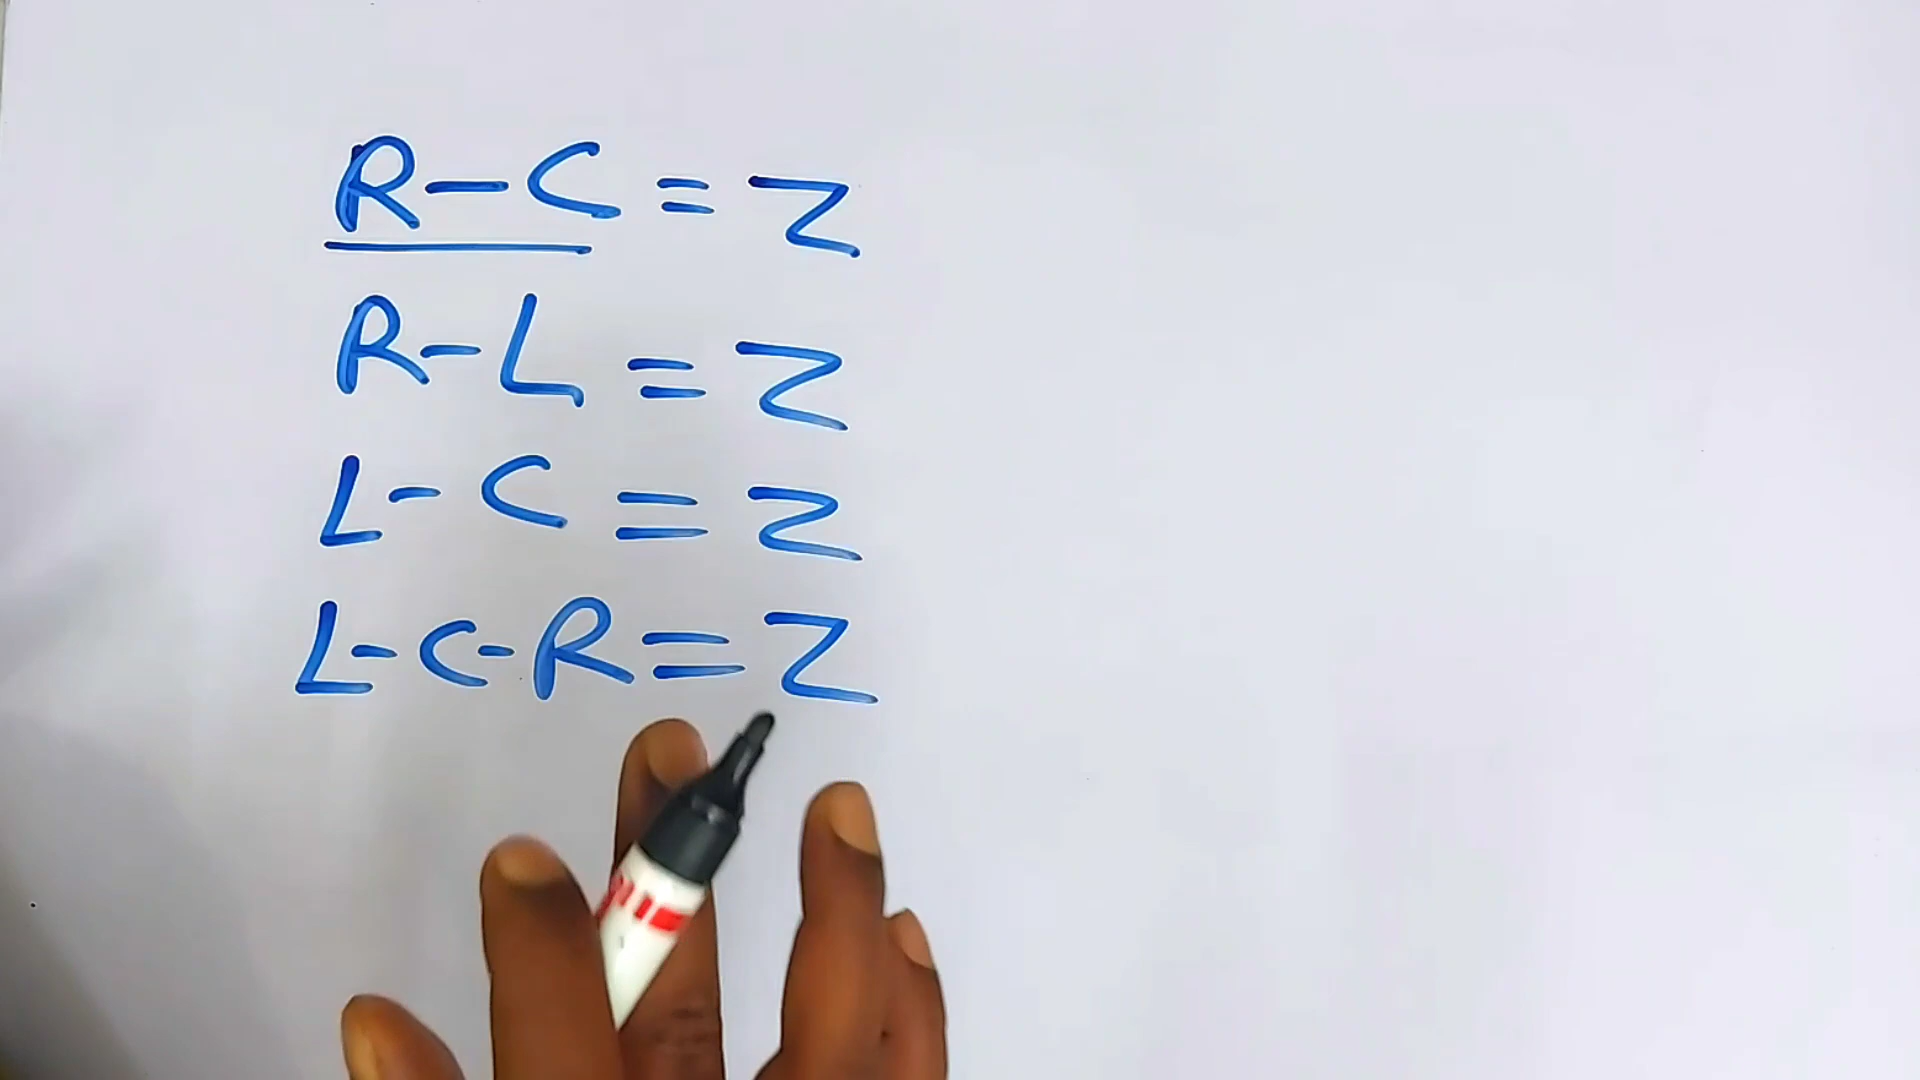 R-C = Z
R-L = Z
L-C = Z
L-C-R = Z